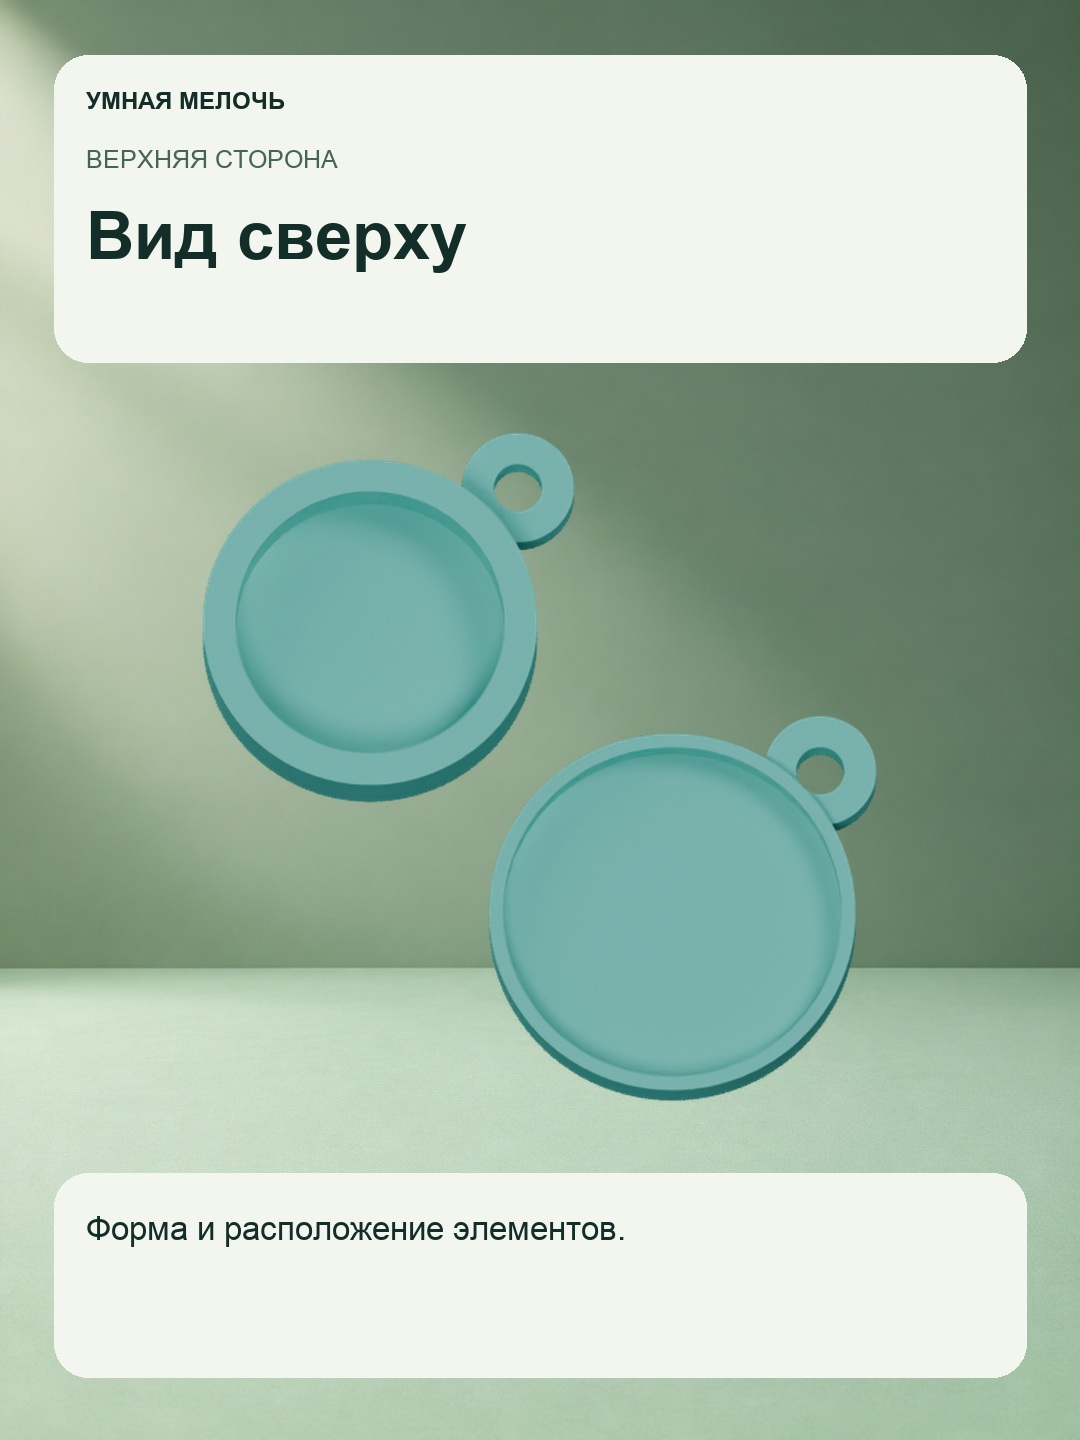 УМНАЯ МЕЛОЧЬ
ВЕРХНЯЯ СТОРОНА
Вид сверху
Форма и расположение элементов.